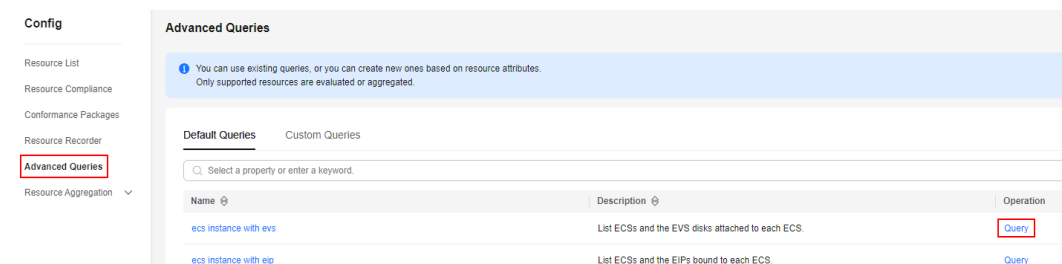 Config
Resource List
Resource Compliance
Conformance Packages
Resource Recorder
Advanced Queries
Resource Aggregation
Advanced Queries
You can use existing queries, or you can create new ones based on resource attributes.
Only supported resources are evaluated or aggregated.
Default Queries Custom Queries
Select a property or enter a keyword.
Name Description Operation
ecs instance with evs List ECSs and the EVS disks attached to each ECS. Query
ecs instance with eip List ECSs and the EIPs bound to each ECS. Query